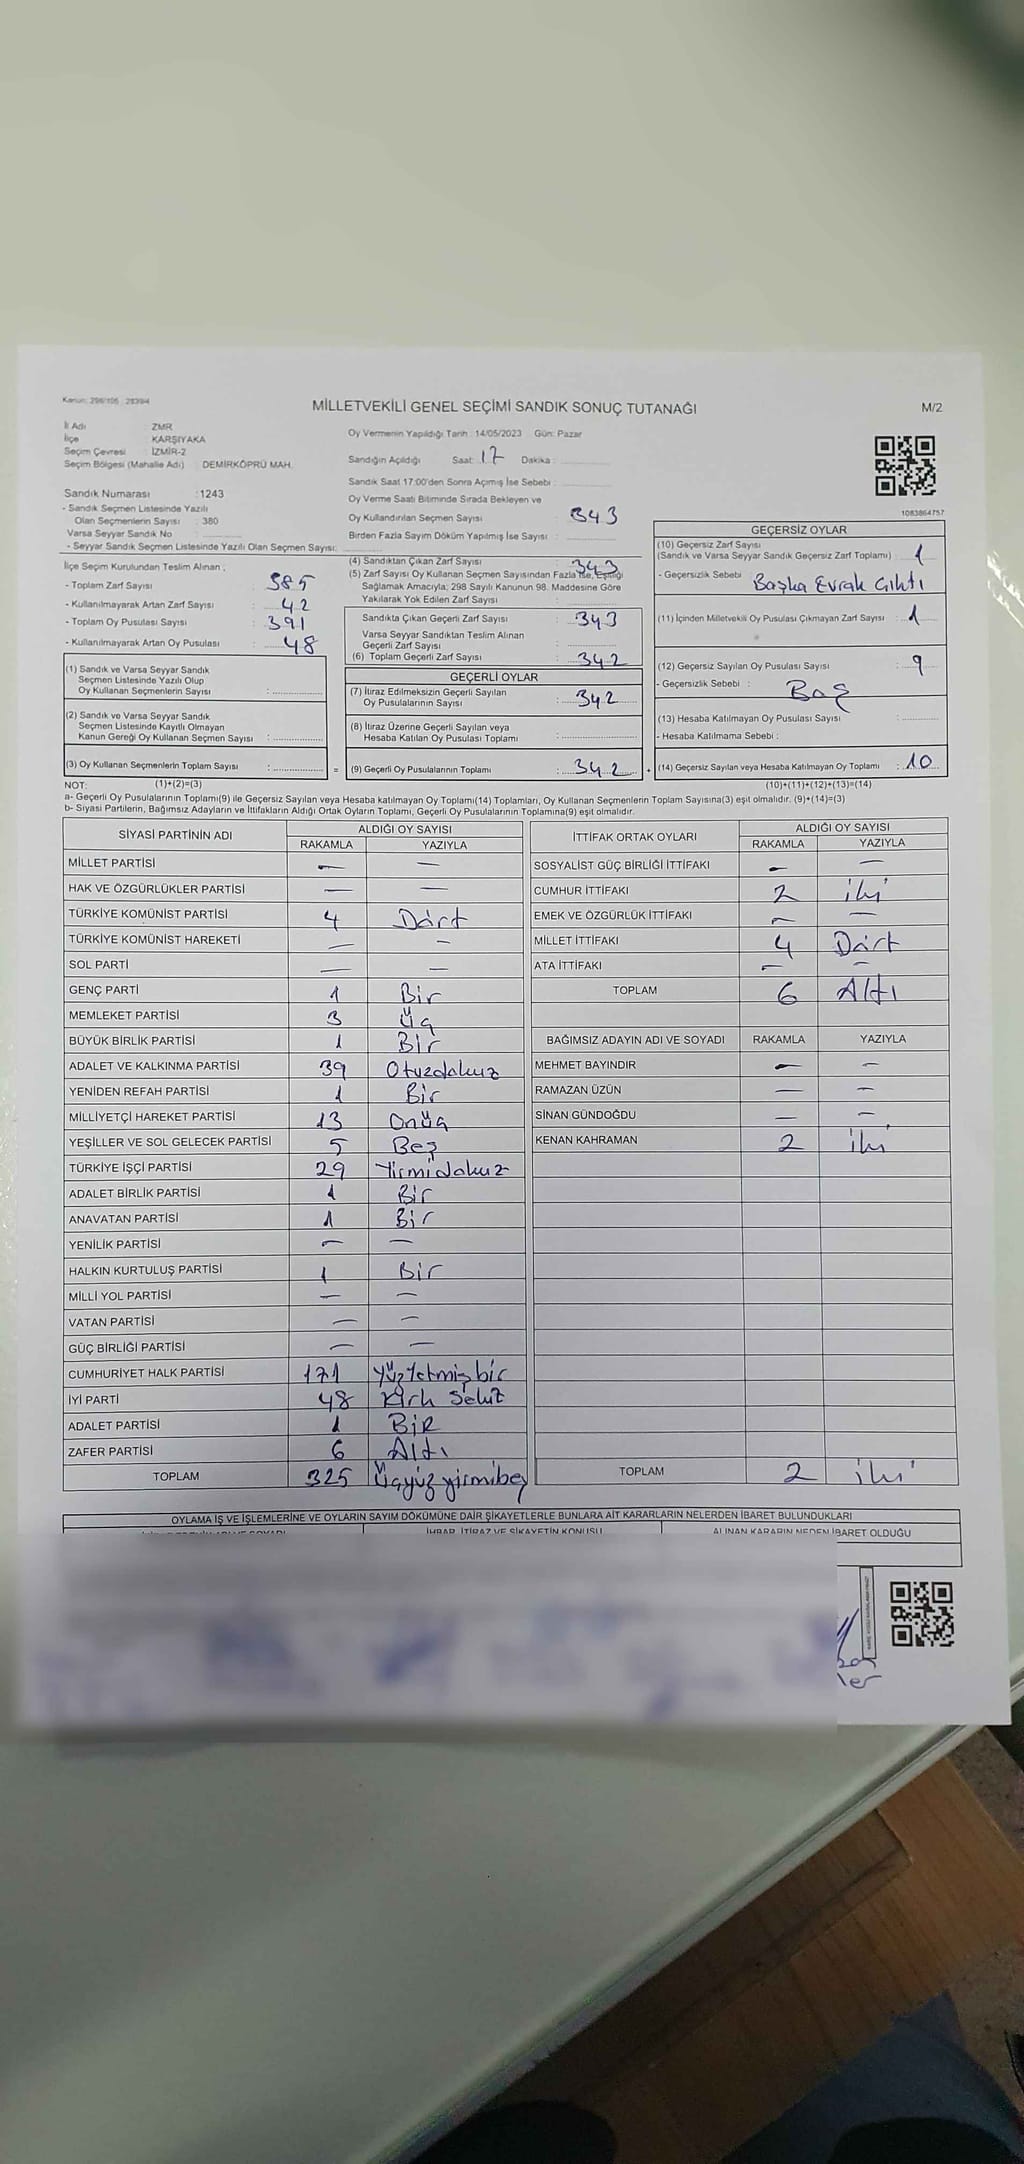 Kanun: 298/105, 2839/4
MİLLETVEKİLİ GENEL SEÇİMİ SANDIK SONUÇ TUTANAĞI
M/2
İl Adı : İZMİR
İlçe : KARŞIYAKA
Seçim Çevresi : İZMİR-2
Seçim Bölgesi (Mahalle Adı) : DEMİRKÖPRÜ MAH.
Sandık Numarası : 1243
- Sandık Seçmen Listesinde Yazılı
Olan Seçmenlerin Sayısı : 380
Varsa Seyyar Sandık No :
- Seyyar Sandık Seçmen Listesinde Yazılı Olan Seçmen Sayısı:
İlçe Seçim Kurulundan Teslim Alınan ;
- Toplam Zarf Sayısı : 385
- Kullanılmayarak Artan Zarf Sayısı : 42
- Toplam Oy Pusulası Sayısı : 391
- Kullanılmayarak Artan Oy Pusulası : 48
(1) Sandık ve Varsa Seyyar Sandık
Seçmen Listesinde Yazılı Olup
Oy Kullanan Seçmenlerin Sayısı :
(2) Sandık ve Varsa Seyyar Sandık
Seçmen Listesinde Kayıtlı Olmayan
Kanun Gereği Oy Kullanan Seçmen Sayısı :
(3) Oy Kullanan Seçmenlerin Toplam Sayısı : =
Oy Vermenin Yapıldığı Tarih : 14/05/2023 Gün: Pazar
Sandığın Açıldığı Saat: 17 Dakika :
Sandık Saat 17:00'den Sonra Açılmış İse Sebebi :
Oy Verme Saati Bitiminde Sırada Bekleyen ve
Oy Kullandırılan Seçmen Sayısı : 343
Birden Fazla Sayım Döküm Yapılmış İse Sayısı :
(4) Sandıktan Çıkan Zarf Sayısı : 343
(5) Zarf Sayısı Oy Kullanan Seçmen Sayısından Fazla İse, Eşitliği
Sağlamak Amacıyla; 298 Sayılı Kanunun 98. Maddesine Göre
Yakılarak Yok Edilen Zarf Sayısı :
Sandıkta Çıkan Geçerli Zarf Sayısı : 343
Varsa Seyyar Sandıktan Teslim Alınan
Geçerli Zarf Sayısı :
(6) Toplam Geçerli Zarf Sayısı : 342
GEÇERLİ OYLAR
(7) İtiraz Edilmeksizin Geçerli Sayılan
Oy Pusulalarının Sayısı : 342
(8) İtiraz Üzerine Geçerli Sayılan veya
Hesaba Katılan Oy Pusulası Toplamı :
(9) Geçerli Oy Pusulalarının Toplamı : 342 +
1083864757
GEÇERSİZ OYLAR
(10) Geçersiz Zarf Sayısı
(Sandık ve Varsa Seyyar Sandık Geçersiz Zarf Toplamı) : 1
- Geçersizlik Sebebi : Başka Evrak Çıktı
(11) İçinden Milletvekili Oy Pusulası Çıkmayan Zarf Sayısı : 1
(12) Geçersiz Sayılan Oy Pusulası Sayısı : 9
- Geçersizlik Sebebi : Boş
(13) Hesaba Katılmayan Oy Pusulası Sayısı :
- Hesaba Katılmama Sebebi :
(14) Geçersiz Sayılan veya Hesaba Katılmayan Oy Toplamı : 10
NOT: (1)+(2)=(3) (10)+(11)+(12)+(13)=(14)
a- Geçerli Oy Pusulalarının Toplamı(9) ile Geçersiz Sayılan veya Hesaba katılmayan Oy Toplamı(14) Toplamları, Oy Kullanan Seçmenlerin Toplam Sayısına(3) eşit olmalıdır. (9)+(14)=(3)
b- Siyasi Partilerin, Bağımsız Adayların ve İttifakların Aldığı Ortak Oyların Toplamı, Geçerli Oy Pusulalarının Toplamına(9) eşit olmalıdır.
SİYASİ PARTİNİN ADI ALDIĞI OY SAYISI
RAKAMLA YAZIYLA
MİLLET PARTİSİ — —
HAK VE ÖZGÜRLÜKLER PARTİSİ — —
TÜRKİYE KOMÜNİST PARTİSİ 4 Dört
TÜRKİYE KOMÜNİST HAREKETİ — —
SOL PARTİ — —
GENÇ PARTİ 1 Bir
MEMLEKET PARTİSİ 3 Üç
BÜYÜK BİRLİK PARTİSİ 1 Bir
ADALET VE KALKINMA PARTİSİ 39 Otuzdokuz
YENİDEN REFAH PARTİSİ 1 Bir
MİLLİYETÇİ HAREKET PARTİSİ 13 Onüç
YEŞİLLER VE SOL GELECEK PARTİSİ 5 Beş
TÜRKİYE İŞÇİ PARTİSİ 29 Yirmidokuz
ADALET BİRLİK PARTİSİ 1 Bir
ANAVATAN PARTİSİ 1 Bir
YENİLİK PARTİSİ — —
HALKIN KURTULUŞ PARTİSİ 1 Bir
MİLLİ YOL PARTİSİ — —
VATAN PARTİSİ — —
GÜÇ BİRLİĞİ PARTİSİ — —
CUMHURİYET HALK PARTİSİ 171 Yüzyetmişbir
İYİ PARTİ 48 Kırk Sekiz
ADALET PARTİSİ 1 BİR
ZAFER PARTİSİ 6 Altı
TOPLAM 325 Üçyüz yirmibeş
İTTİFAK ORTAK OYLARI ALDIĞI OY SAYISI
RAKAMLA YAZIYLA
SOSYALİST GÜÇ BİRLİĞİ İTTİFAKI — —
CUMHUR İTTİFAKI 2 iki
EMEK VE ÖZGÜRLÜK İTTİFAKI — —
MİLLET İTTİFAKI 4 Dört
ATA İTTİFAKI — —
TOPLAM 6 Altı
BAĞIMSIZ ADAYIN ADI VE SOYADI RAKAMLA YAZIYLA
MEHMET BAYINDIR — —
RAMAZAN ÜZÜN — —
SİNAN GÜNDOĞDU — —
KENAN KAHRAMAN 2 iki
TOPLAM 2 iki
OYLAMA İŞ VE İŞLEMLERİNE VE OYLARIN SAYIM DÖKÜMÜNE DAİR ŞİKAYETLERLE BUNLARA AİT KARARLARIN NELERDEN İBARET BULUNDUKLARI
İHBAR, İTİRAZ VE ŞİKAYETİN KONUSU ALINAN KARARIN NEDEN İBARET OLDUĞU